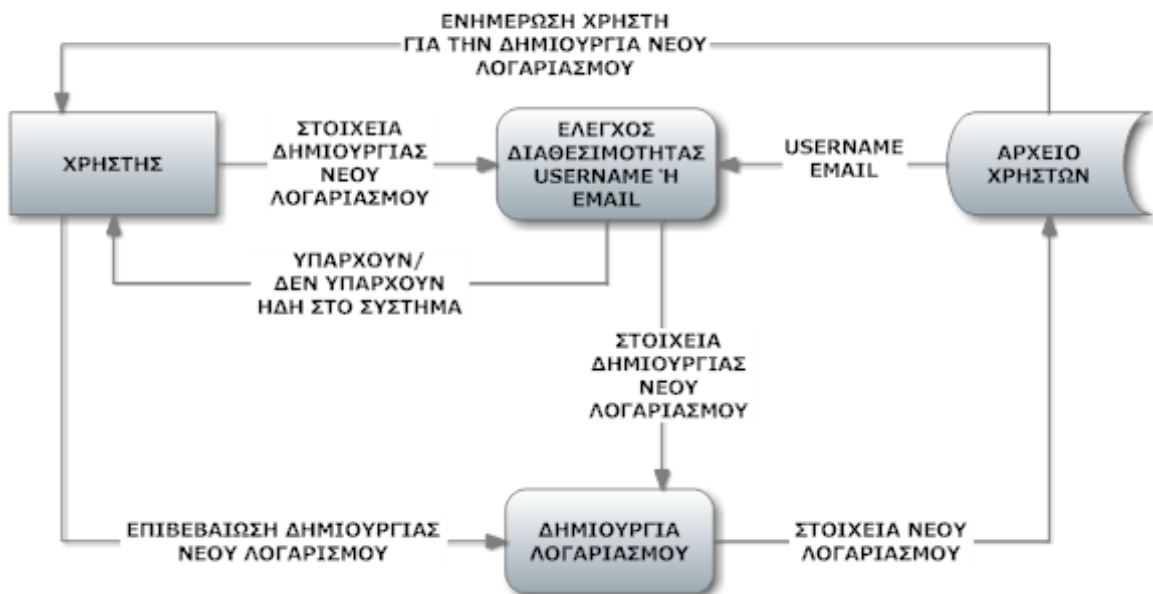 ΕΝΗΜΕΡΩΣΗ ΧΡΗΣΤΗ
ΓΙΑ ΤΗΝ ΔΗΜΙΟΥΡΓΙΑ ΝΕΟΥ
ΛΟΓΑΡΙΑΣΜΟΥ
ΧΡΗΣΤΗΣ
ΣΤΟΙΧΕΙΑ
ΔΗΜΙΟΥΡΓΙΑΣ
ΝΕΟΥ
ΛΟΓΑΡΙΑΣΜΟΥ
ΕΛΕΓΧΟΣ
ΔΙΑΘΕΣΙΜΟΤΗΤΑΣ
USERNAME Ή
EMAIL
USERNAME
EMAIL
ΑΡΧΕΙΟ
ΧΡΗΣΤΩΝ
ΥΠΑΡΧΟΥΝ/
ΔΕΝ ΥΠΑΡΧΟΥΝ
ΗΔΗ ΣΤΟ ΣΥΣΤΗΜΑ
ΣΤΟΙΧΕΙΑ
ΔΗΜΙΟΥΡΓΙΑΣ
ΝΕΟΥ
ΛΟΓΑΡΙΑΣΜΟΥ
ΕΠΙΒΕΒΑΙΩΣΗ ΔΗΜΙΟΥΡΓΙΑΣ
ΝΕΟΥ ΛΟΓΑΡΙΣΜΟΥ
ΔΗΜΙΟΥΡΓΙΑ
ΛΟΓΑΡΙΑΣΜΟΥ
ΣΤΟΙΧΕΙΑ ΝΕΟΥ
ΛΟΓΑΡΙΑΣΜΟΥ